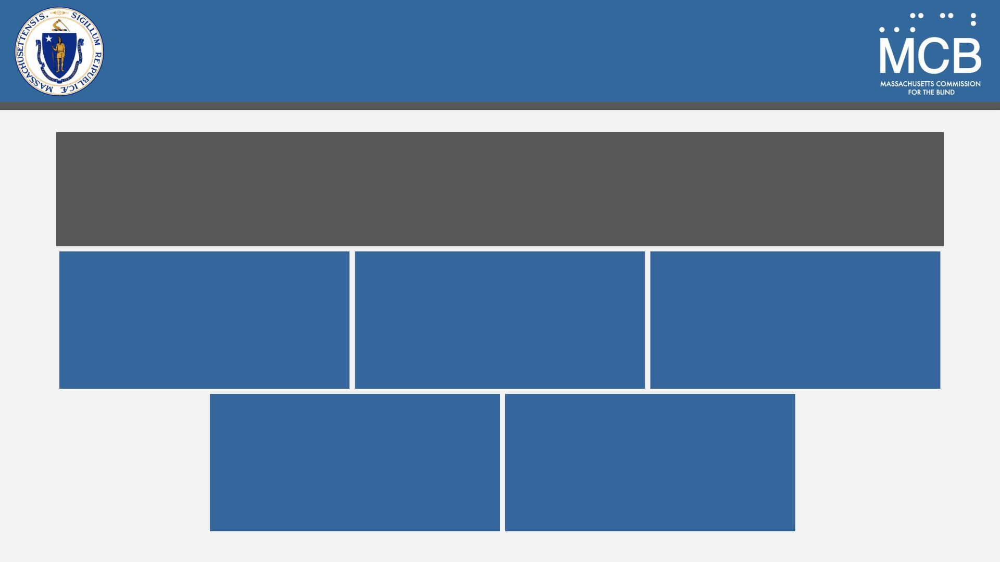 SIGILLUM REIPUBLICÆ MASSACHUSETTENSIS.
MCB
MASSACHUSETTS COMMISSION
FOR THE BLIND